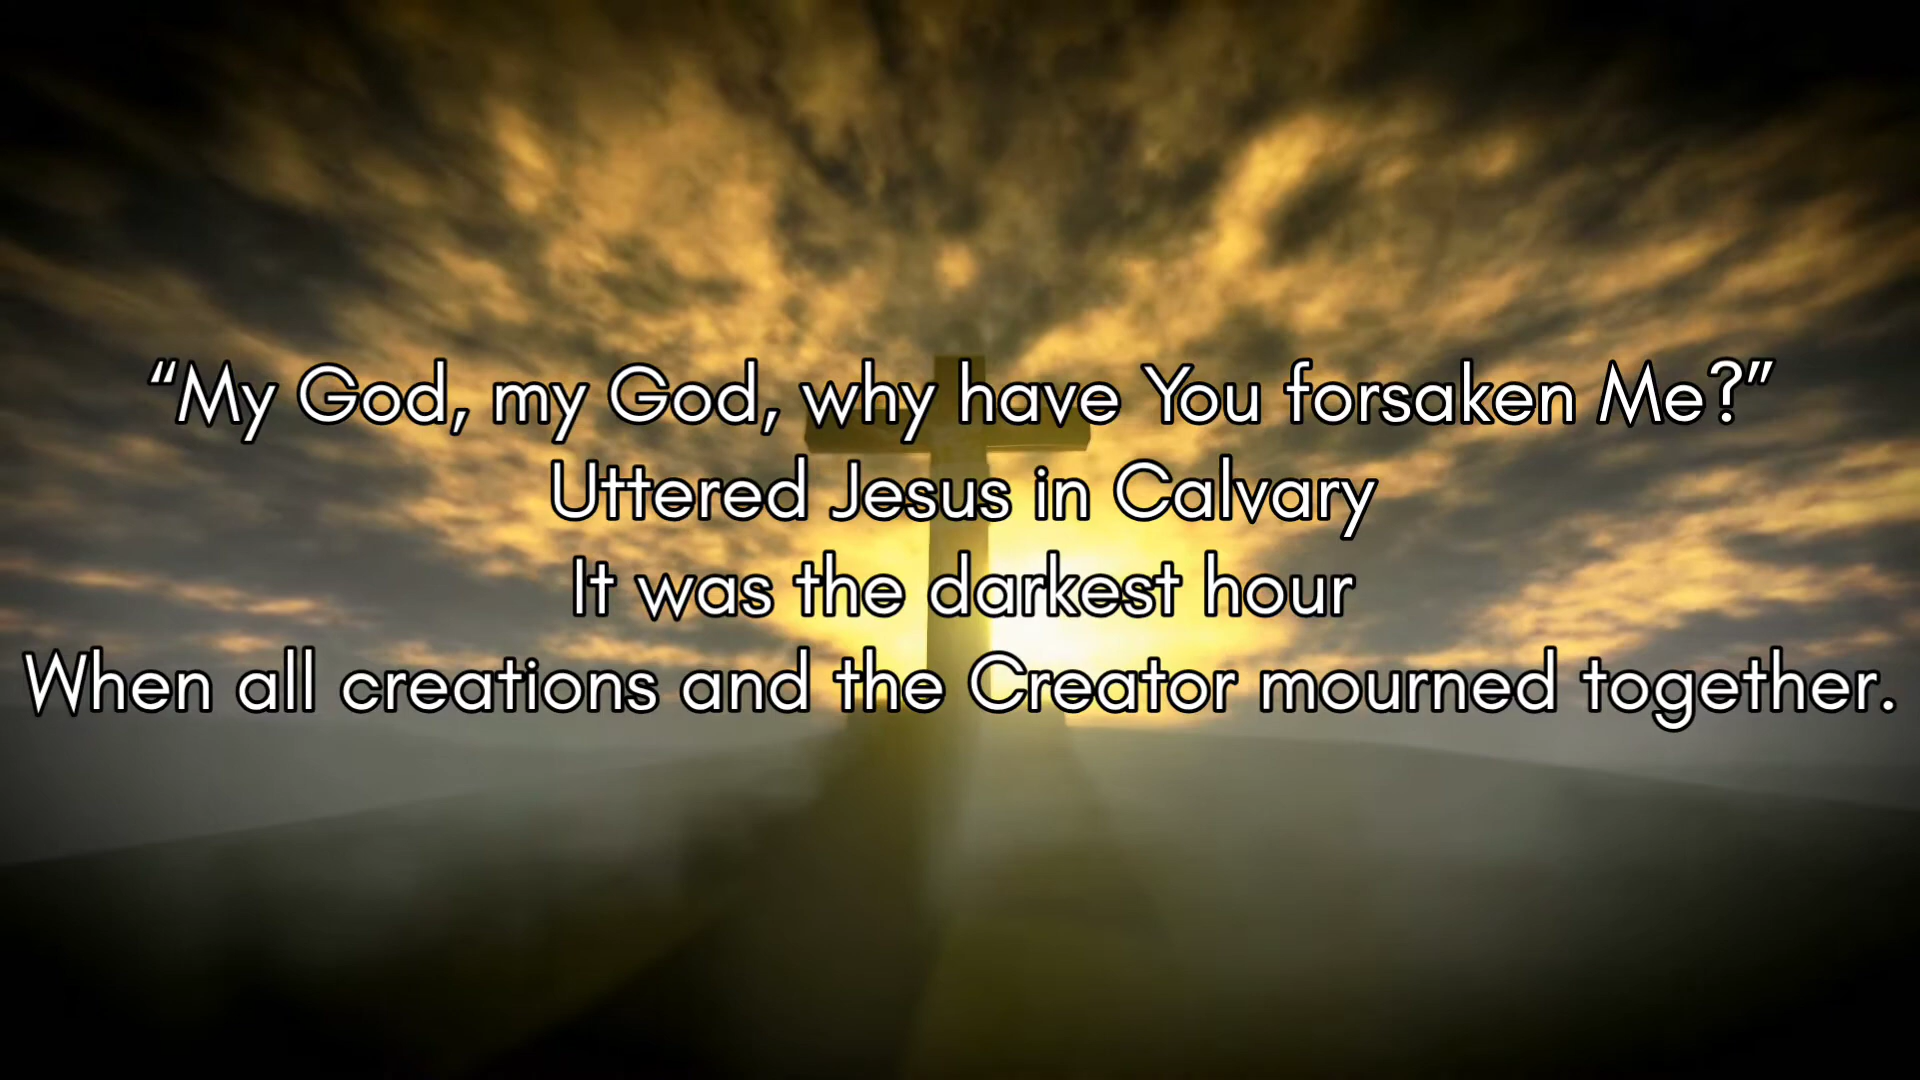 “My God, my God, why have You forsaken Me?”
Uttered Jesus in Calvary
It was the darkest hour
When all creations and the Creator mourned together.